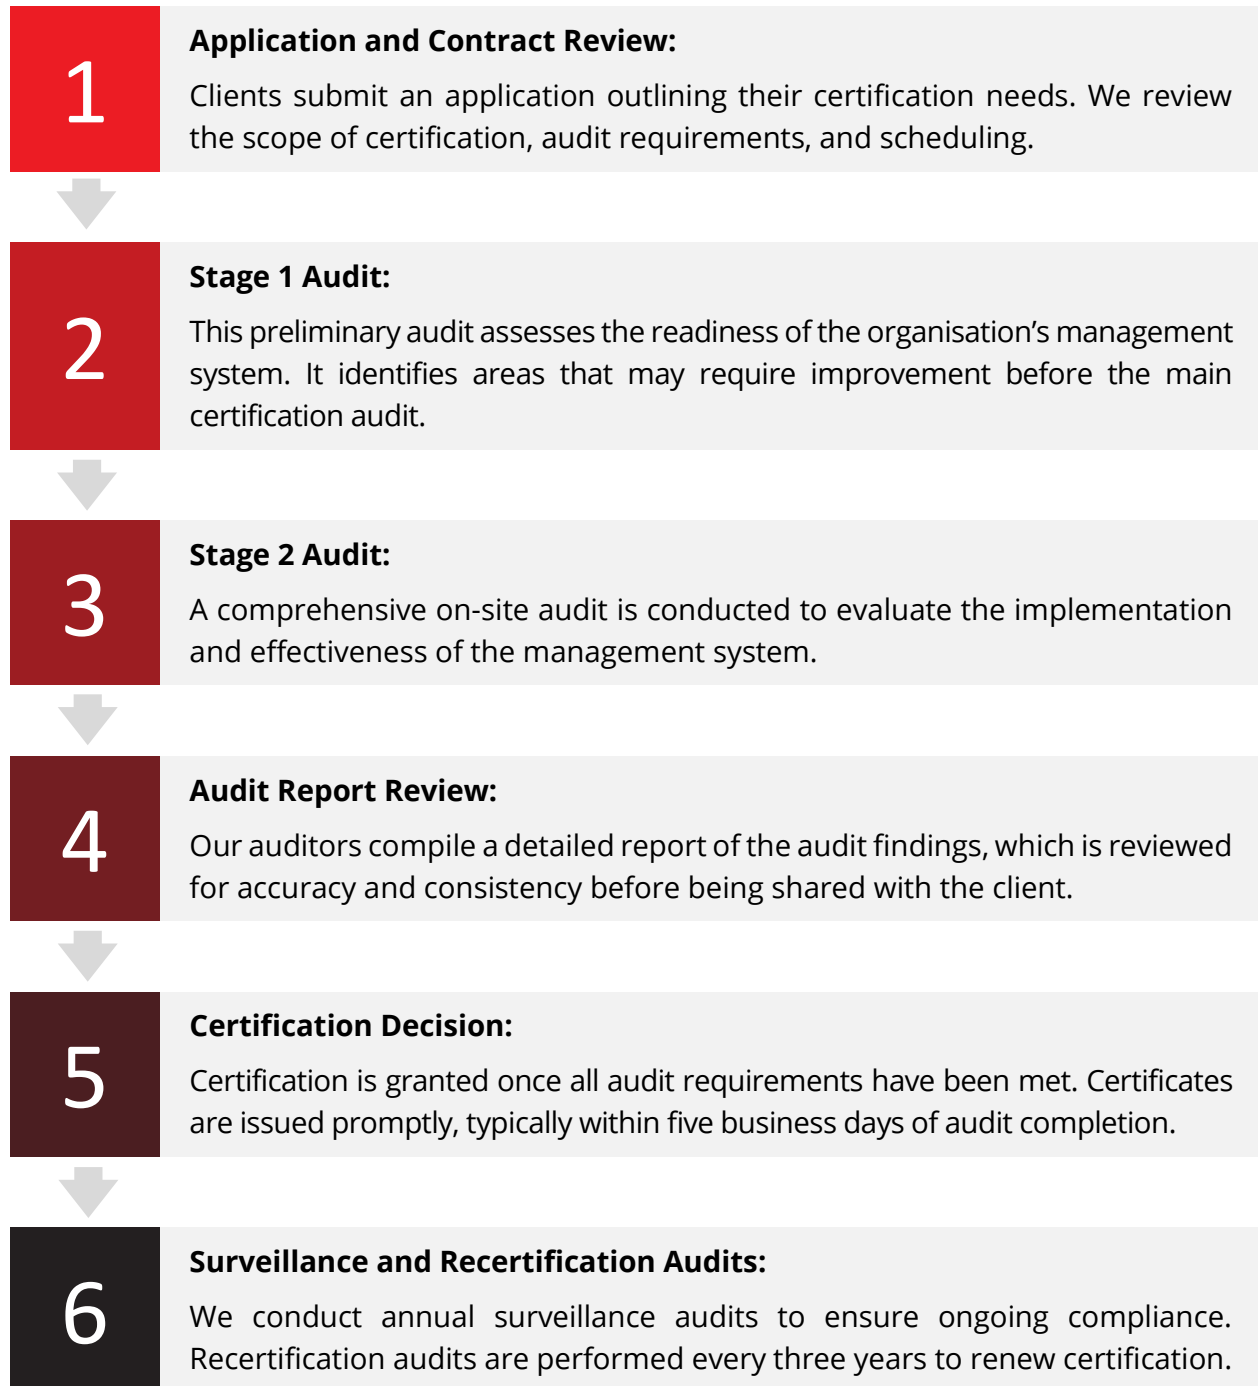 1
Application and Contract Review:
Clients submit an application outlining their certification needs. We review
the scope of certification, audit requirements, and scheduling.
2
Stage 1 Audit:
This preliminary audit assesses the readiness of the organisation’s management
system. It identifies areas that may require improvement before the main
certification audit.
3
Stage 2 Audit:
A comprehensive on-site audit is conducted to evaluate the implementation
and effectiveness of the management system.
4
Audit Report Review:
Our auditors compile a detailed report of the audit findings, which is reviewed
for accuracy and consistency before being shared with the client.
5
Certification Decision:
Certification is granted once all audit requirements have been met. Certificates
are issued promptly, typically within five business days of audit completion.
6
Surveillance and Recertification Audits:
We conduct annual surveillance audits to ensure ongoing compliance.
Recertification audits are performed every three years to renew certification.